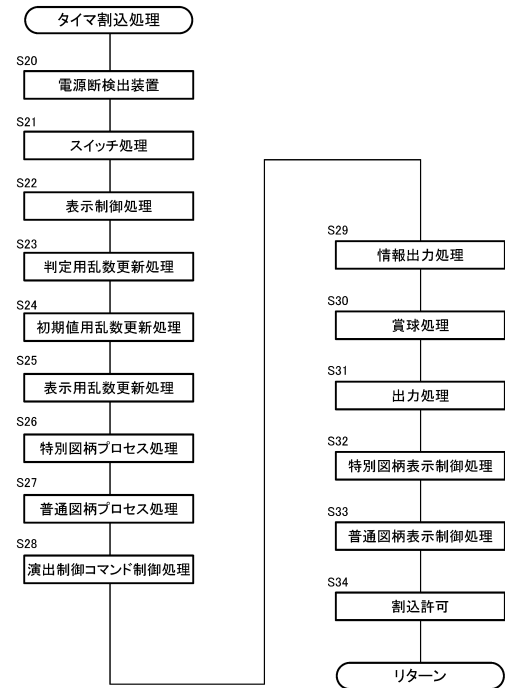 タイマ割込処理
S20
電源断検出装置
S21
スイッチ処理
S22
表示制御処理
S23
判定用乱数更新処理
S24
初期値用乱数更新処理
S25
表示用乱数更新処理
S26
特別図柄プロセス処理
S27
普通図柄プロセス処理
S28
演出制御コマンド制御処理
S29
情報出力処理
S30
賞球処理
S31
出力処理
S32
特別図柄表示制御処理
S33
普通図柄表示制御処理
S34
割込許可
リターン